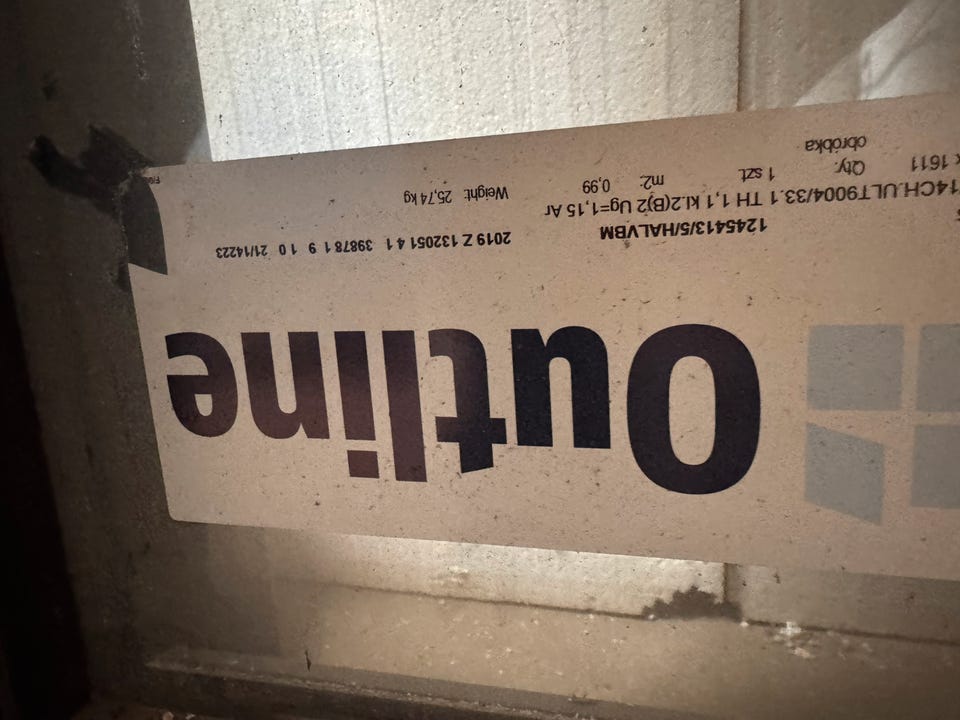 Outline
1245413/5/HALVBM 2019 Z 132051 4 1 39878 1 9 1 0 21/14223
14CH.ULT9004/33.1 TH 1,1 kl.2(B)2 Ug=1,15 Ar
x 1611 Qty. 1 szt. m2: 0,99 Weight: 25,74 kg
obróbka